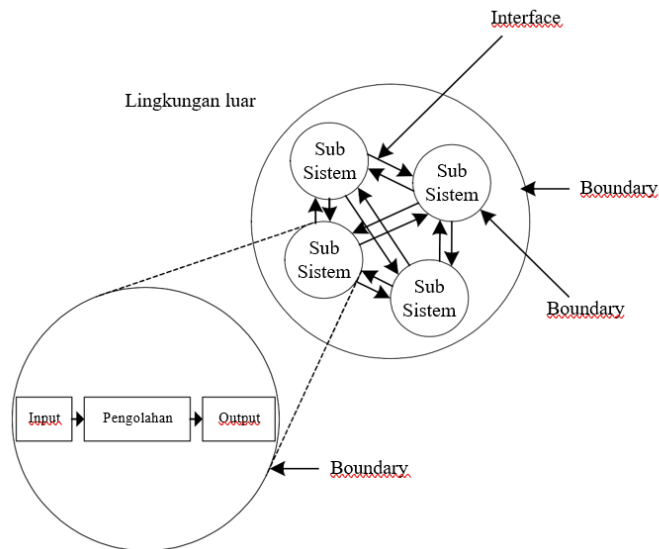 Interface
Lingkungan luar
Sub
Sistem
Sub
Sistem
Boundary
Sub
Sistem
Sub
Sistem
Boundary
Input
Pengolahan
Output
Boundary